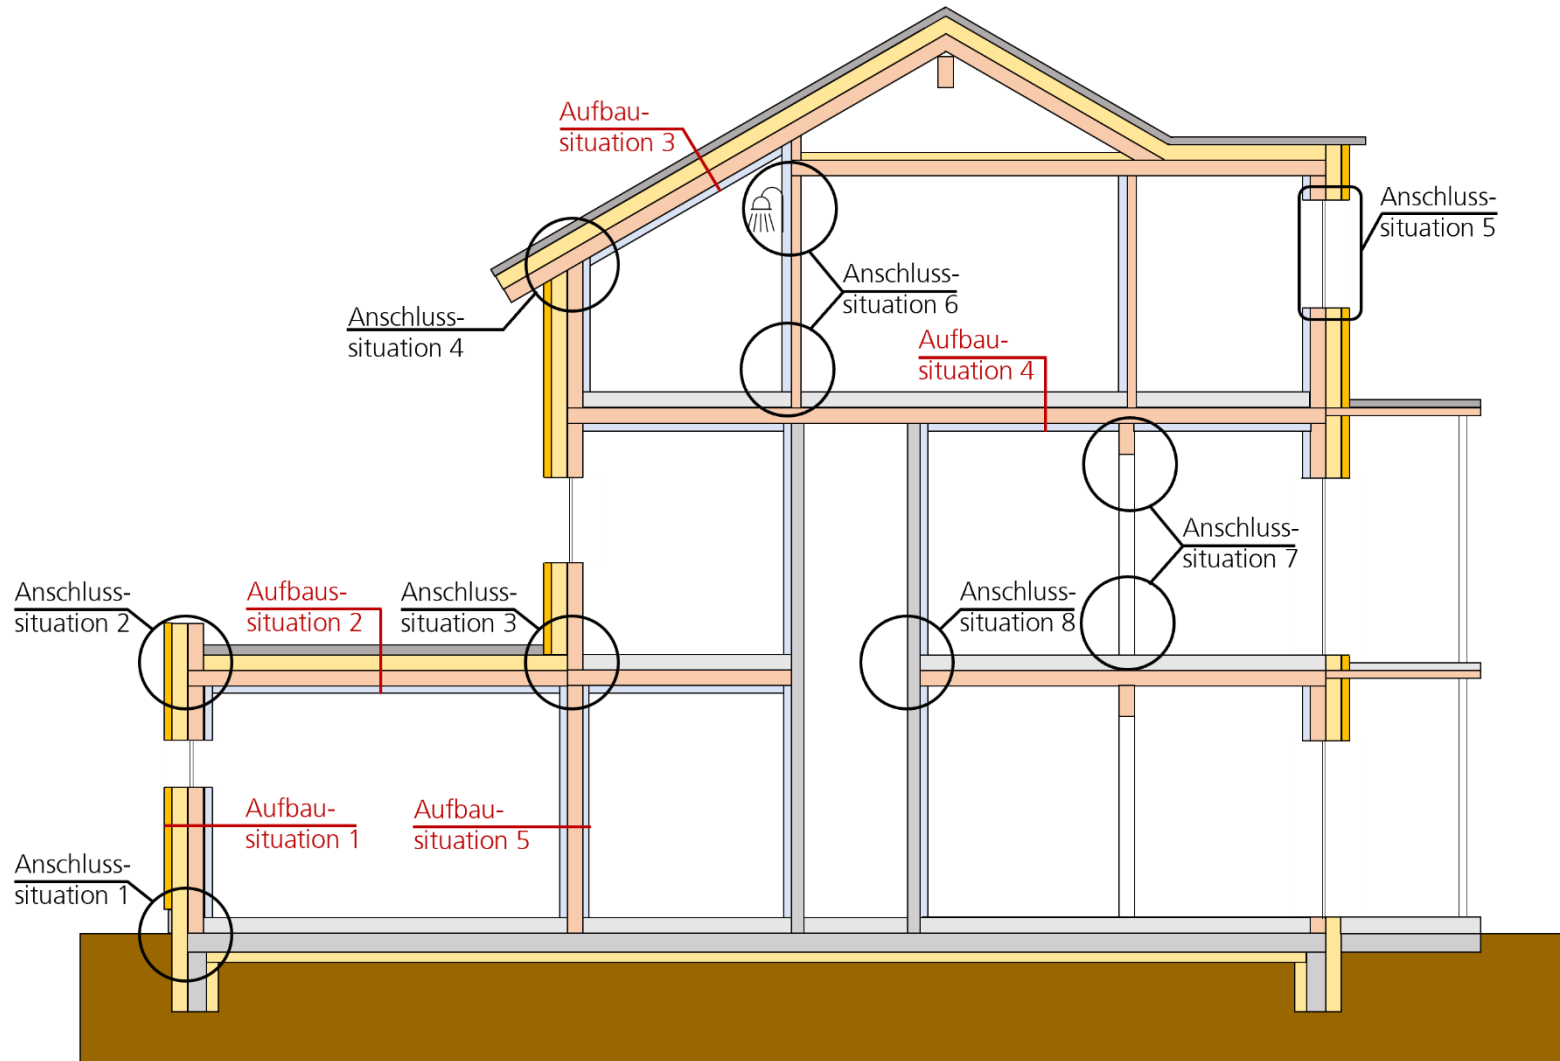 Aufbau-
situation 3
Anschluss-
situation 5
Anschluss-
situation 6
Anschluss-
situation 4
Aufbau-
situation 4
Anschluss-
situation 7
Anschluss-
situation 2
Aufbaus-
situation 2
Anschluss-
situation 3
Anschluss-
situation 8
Aufbau-
situation 1
Aufbau-
situation 5
Anschluss-
situation 1